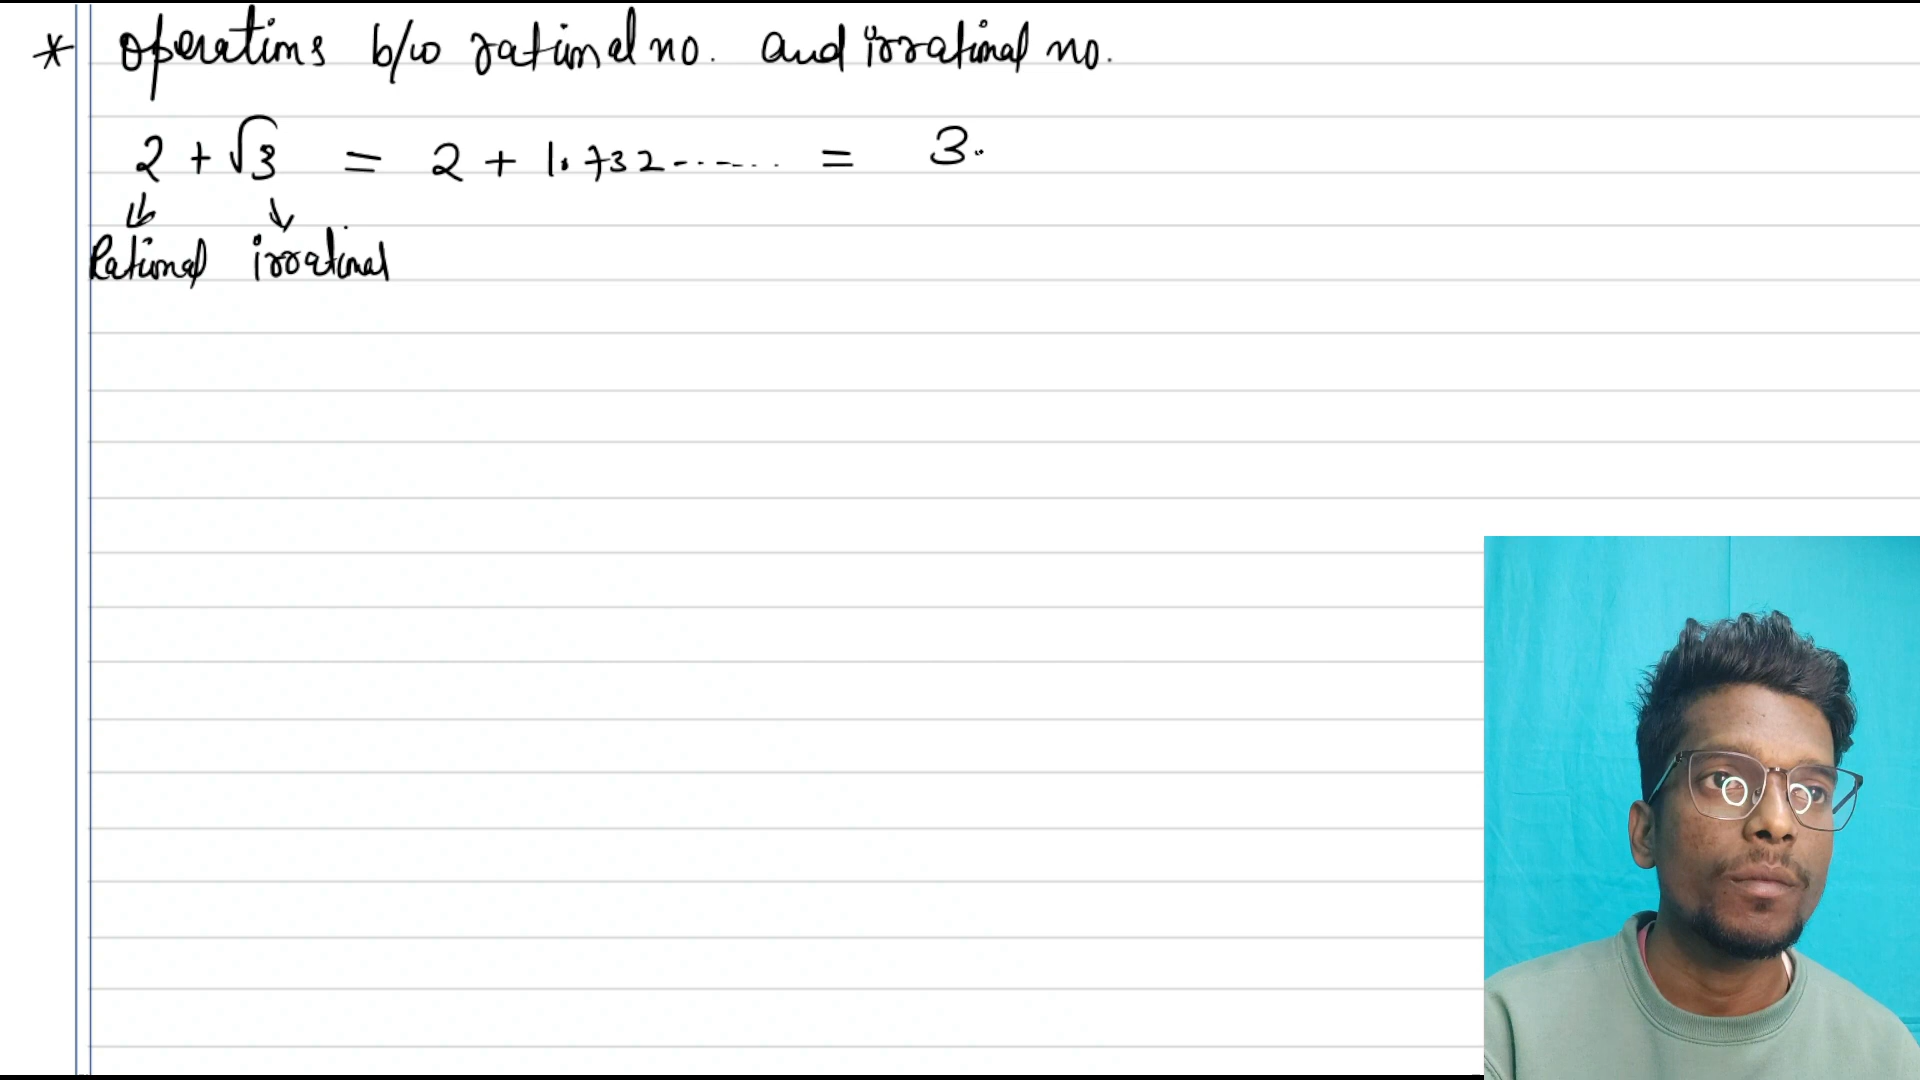 * operations b/w rational no. and irrational no.
2 + √3 = 2 + 1.732------- = 3.
Rational irrational